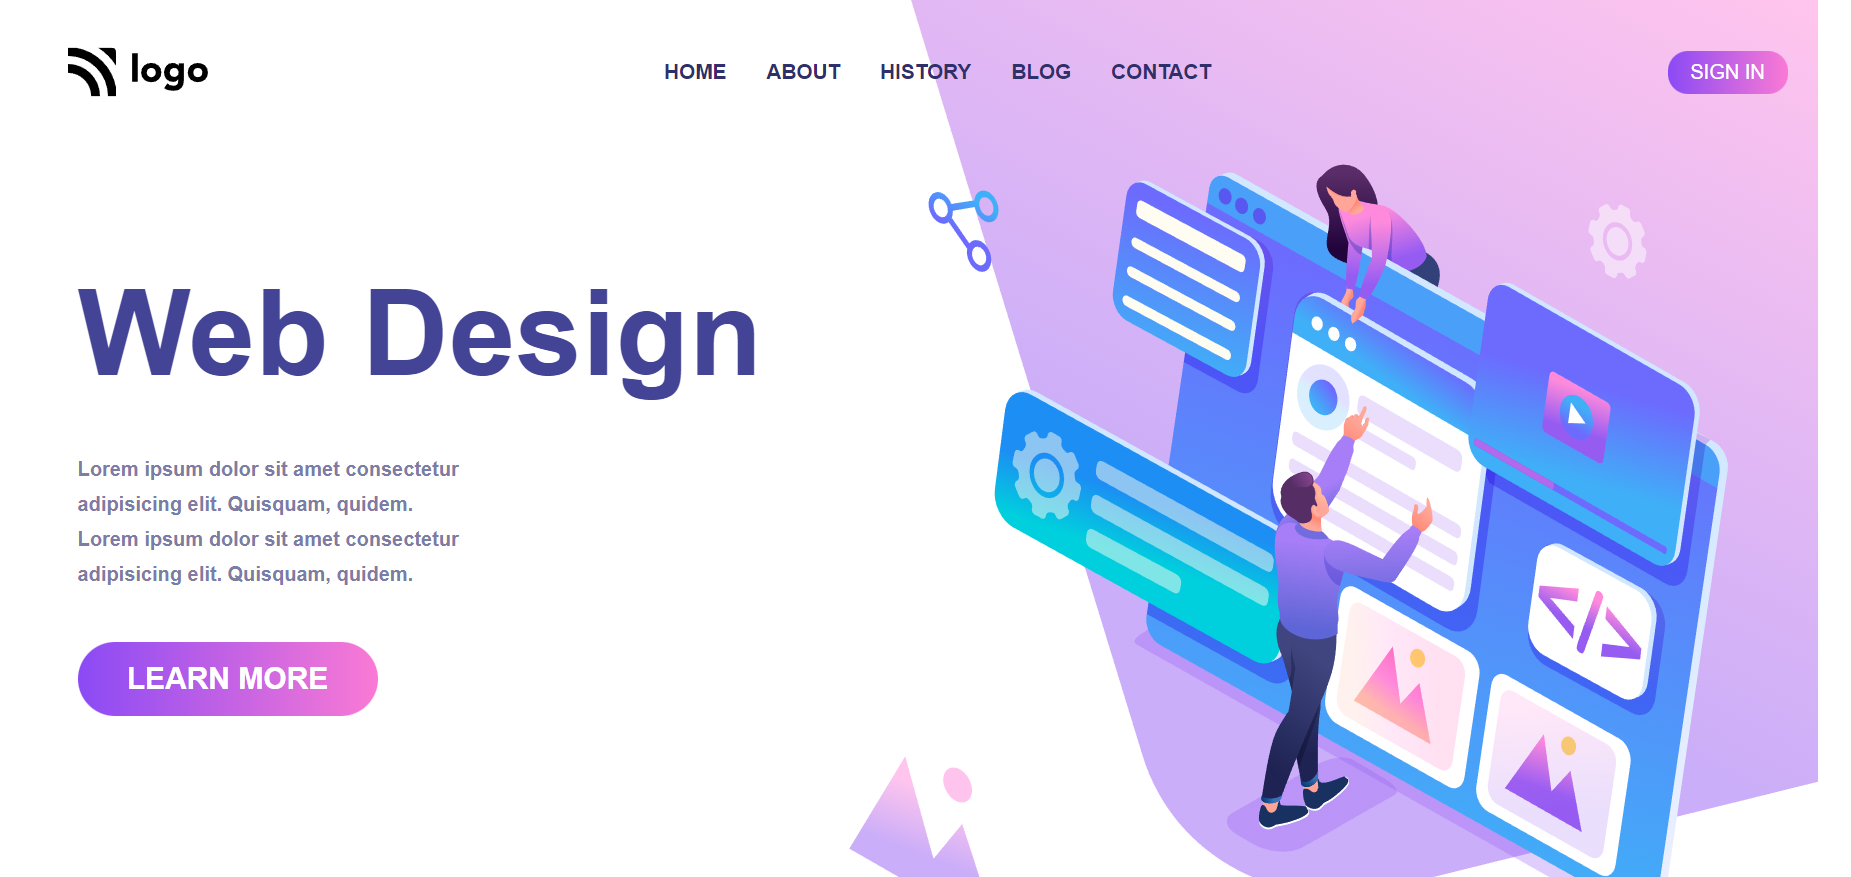 logo
HOME ABOUT HISTORY BLOG CONTACT
SIGN IN
Web Design
Lorem ipsum dolor sit amet consectetur
adipisicing elit. Quisquam, quidem.
Lorem ipsum dolor sit amet consectetur
adipisicing elit. Quisquam, quidem.
LEARN MORE
</>